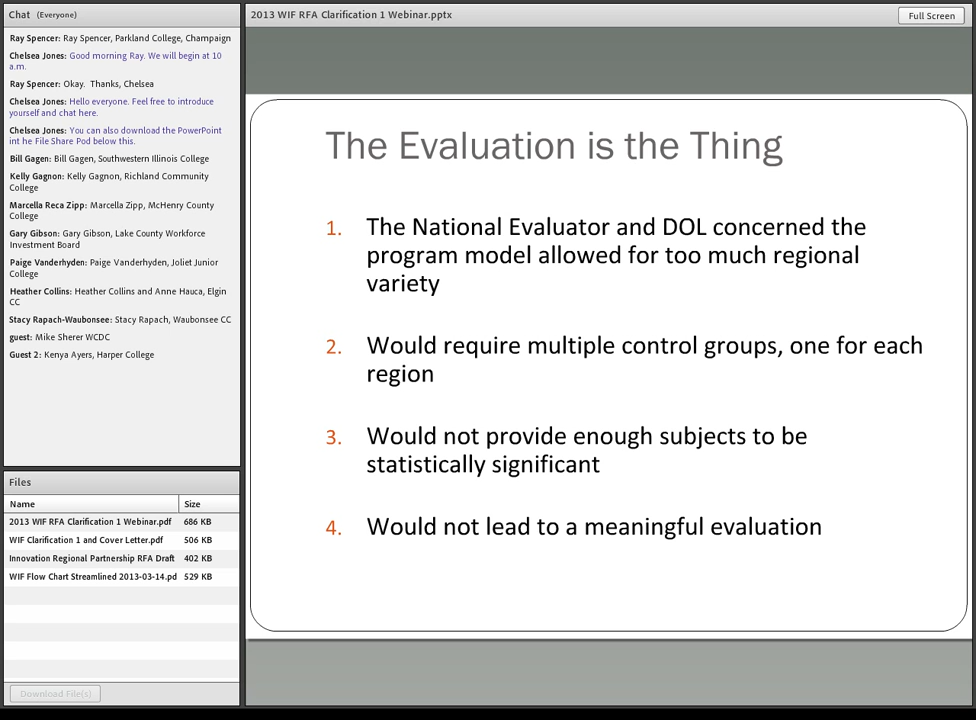 Chat (Everyone)
Ray Spencer: Ray Spencer, Parkland College, Champaign
Chelsea Jones: Good morning Ray. We will begin at 10
a.m.
Ray Spencer: Okay. Thanks, Chelsea
Chelsea Jones: Hello everyone. Feel free to introduce
yourself and chat here.
Chelsea Jones: You can also download the PowerPoint
int he File Share Pod below this.
Bill Gagen: Bill Gagen, Southwestern Illinois College
Kelly Gagnon: Kelly Gagnon, Richland Community
College
Marcella Reca Zipp: Marcella Zipp, McHenry County
College
Gary Gibson: Gary Gibson, Lake County Workforce
Investment Board
Paige Vanderhyden: Paige Vanderhyden, Joliet Junior
College
Heather Collins: Heather Collins and Anne Hauca, Elgin
CC
Stacy Rapach-Waubonsee: Stacy Rapach, Waubonsee CC
guest: Mike Sherer WCDC
Guest 2: Kenya Ayers, Harper College
Files
Name Size
2013 WIF RFA Clarification 1 Webinar.pdf 686 KB
WIF Clarification 1 and Cover Letter.pdf 506 KB
Innovation Regional Partnership RFA Draft 402 KB
WIF Flow Chart Streamlined 2013-03-14.pd 529 KB
Download File(s)
2013 WIF RFA Clarification 1 Webinar.pptx
Full Screen
The Evaluation is the Thing
1. The National Evaluator and DOL concerned the
program model allowed for too much regional
variety
2. Would require multiple control groups, one for each
region
3. Would not provide enough subjects to be
statistically significant
4. Would not lead to a meaningful evaluation